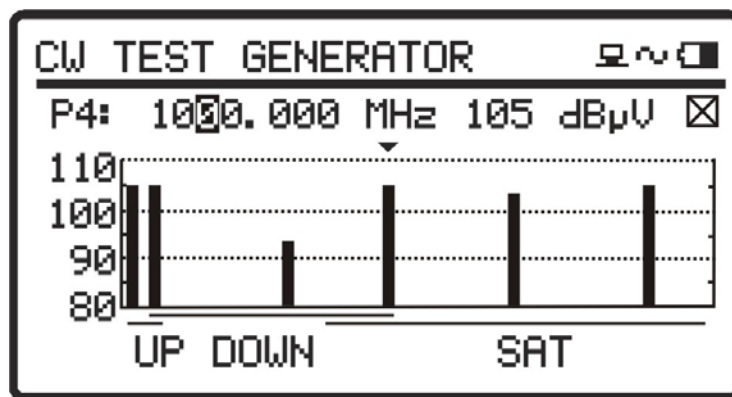 CW TEST GENERATOR
P4: 1000.000 MHz 105 dBµV
110
100
90
80
UP DOWN SAT